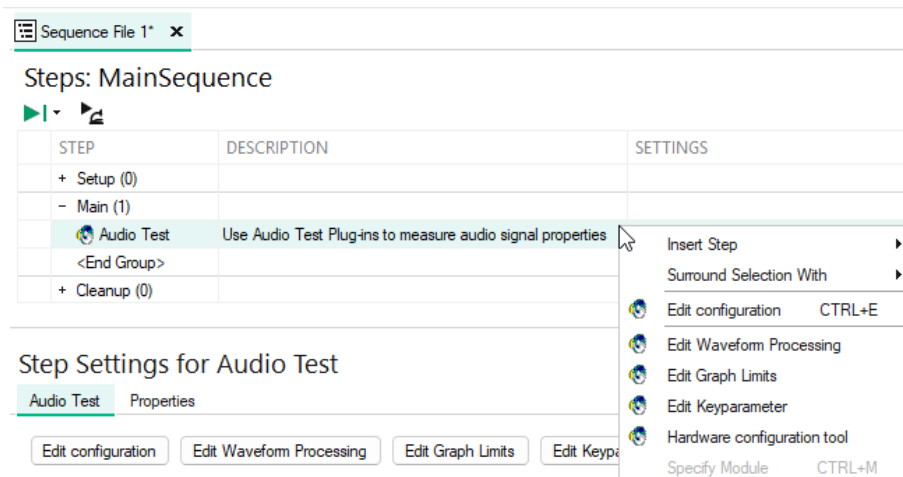 Sequence File 1* x
Steps: MainSequence
STEP DESCRIPTION SETTINGS
+ Setup (0)
− Main (1)
Audio Test Use Audio Test Plug-ins to measure audio signal properties
<End Group>
+ Cleanup (0)
Insert Step
Surround Selection With
Edit configuration CTRL+E
Edit Waveform Processing
Edit Graph Limits
Edit Keyparameter
Hardware configuration tool
Specify Module CTRL+M
Step Settings for Audio Test
Audio Test Properties
Edit configuration Edit Waveform Processing Edit Graph Limits Edit Keypa